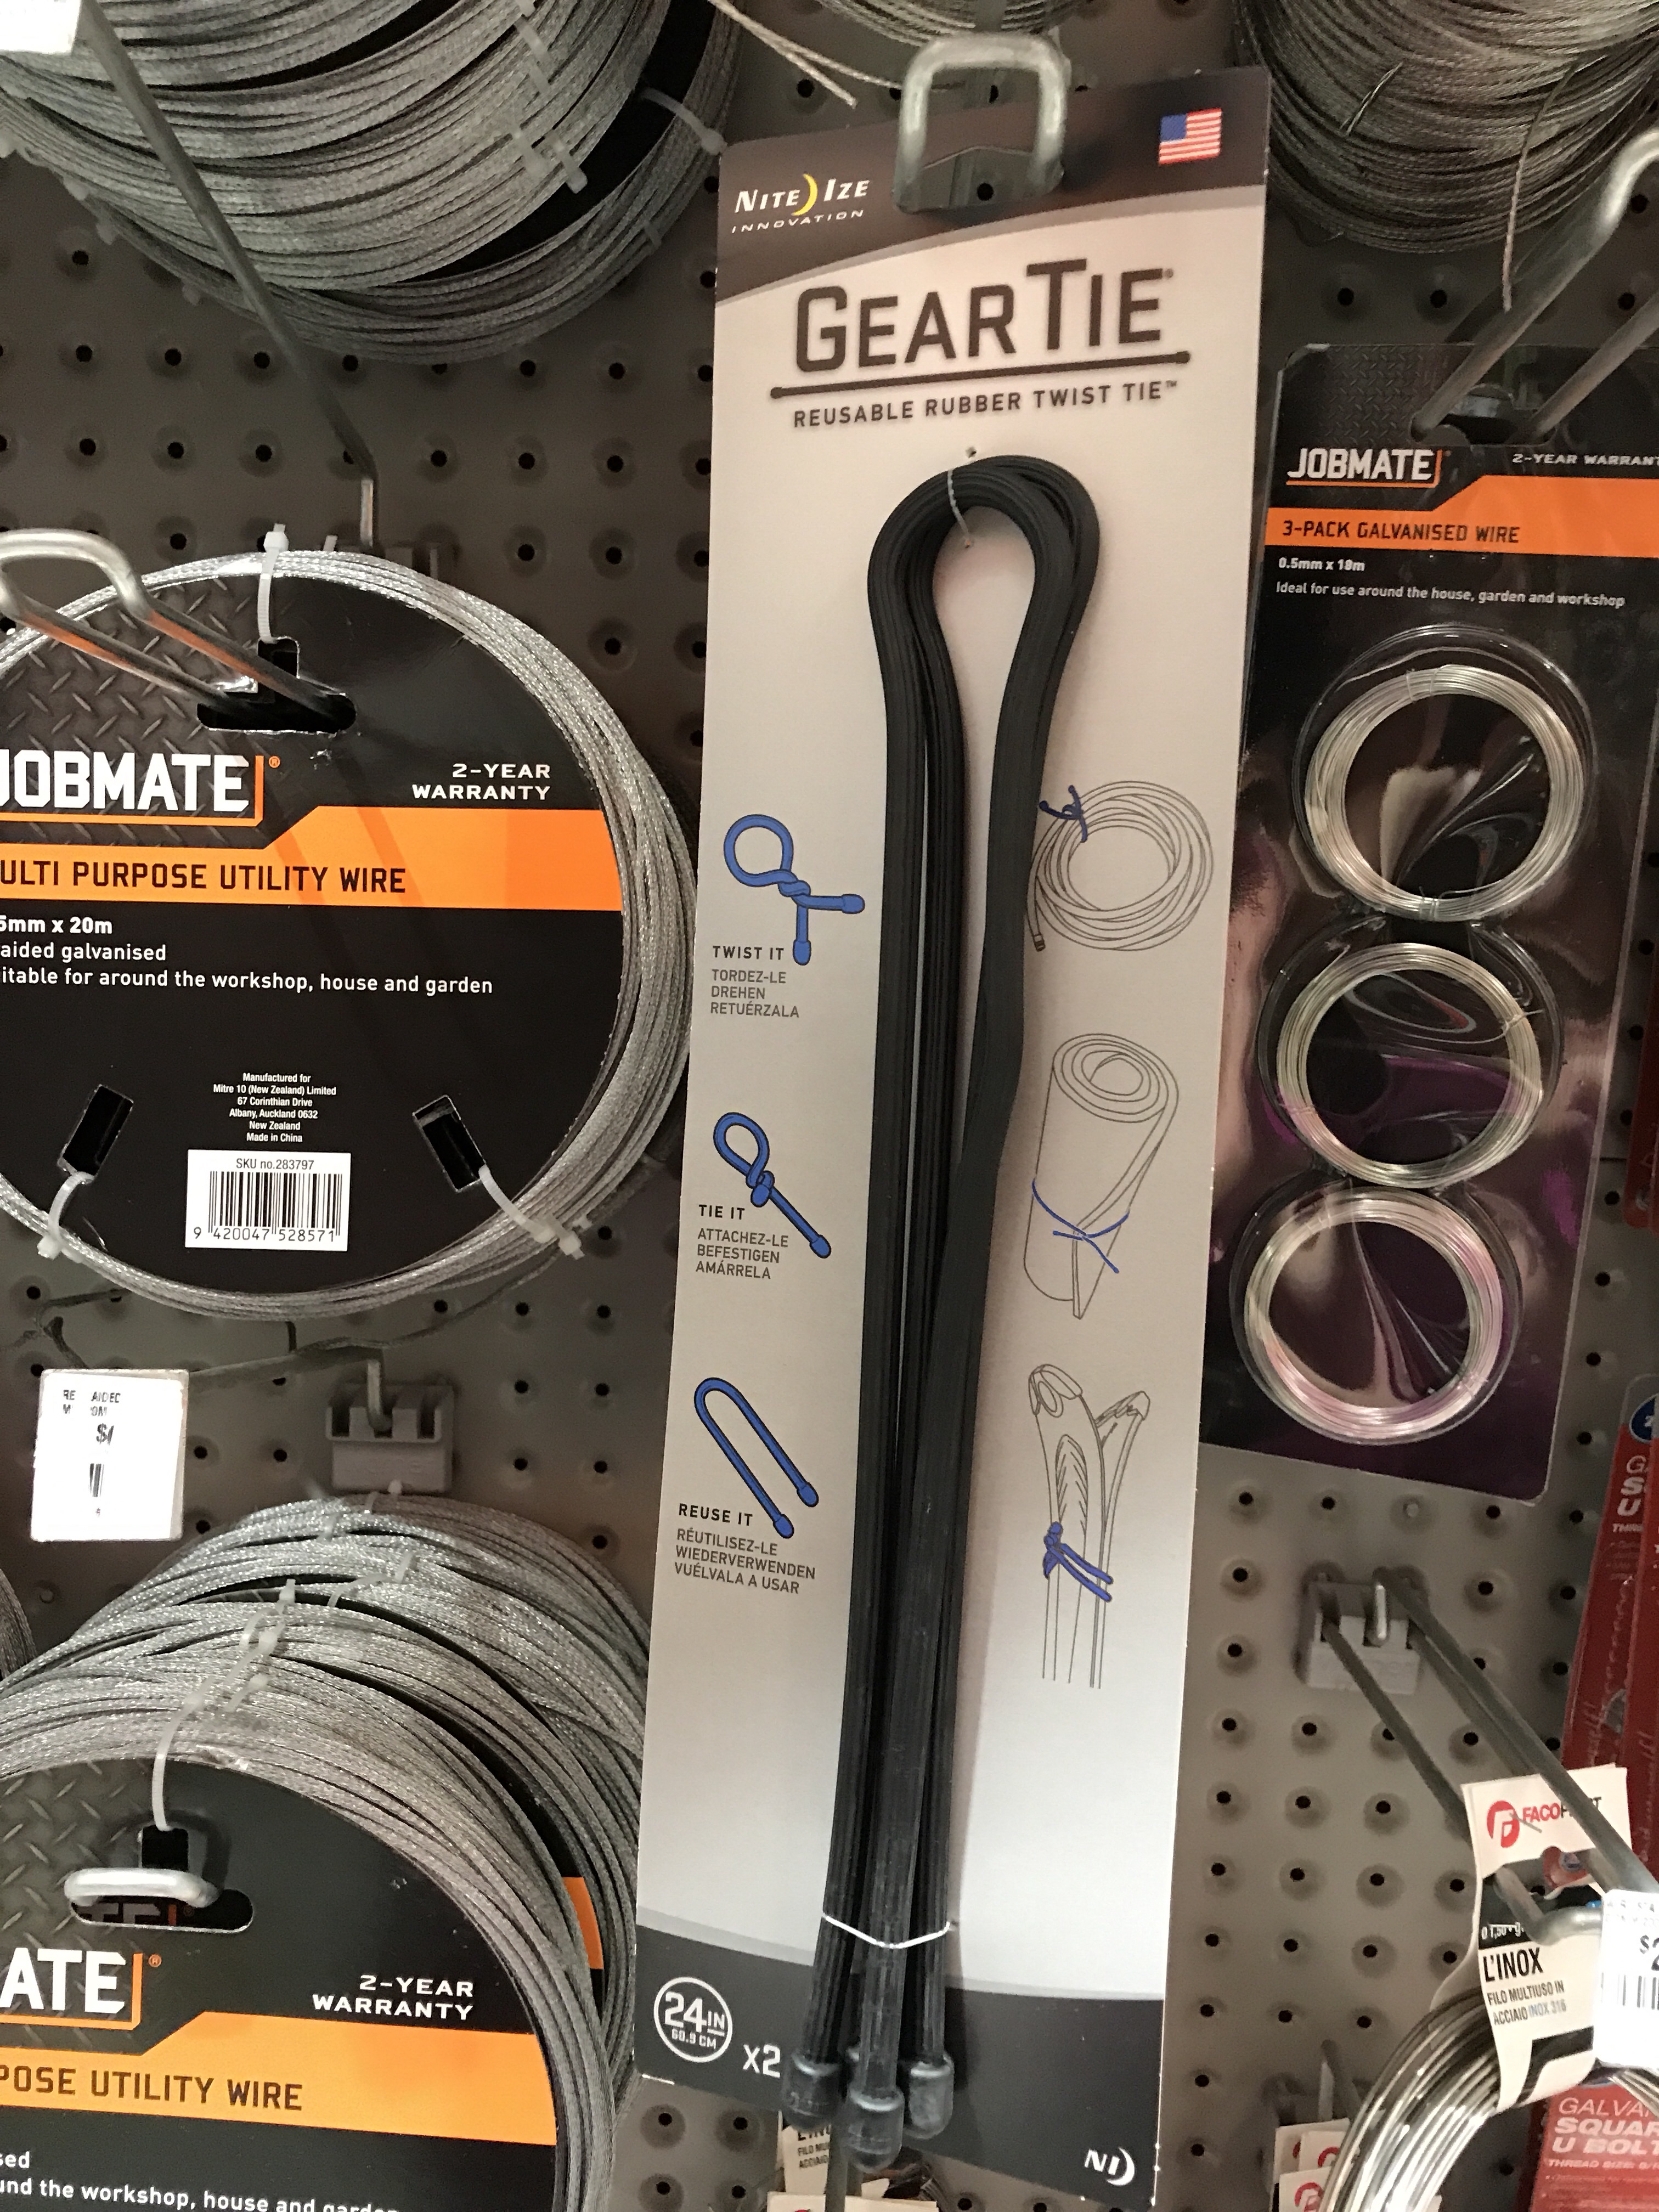 NITE IZE
INNOVATION
GEARTIE®
REUSABLE RUBBER TWIST TIE™
TWIST IT
TORDEZ-LE
DREHEN
RETUÉRZALA
TIE IT
ATTACHEZ-LE
BEFESTIGEN
AMÁRRELA
REUSE IT
RÉUTILISEZ-LE
WIEDERVERWENDEN
VUÉLVALA A USAR
24IN
60.9 CM
X2
NI
JOBMATE®
2-YEAR
WARRANTY
ULTI PURPOSE UTILITY WIRE
5mm x 20m
aided galvanised
itable for around the workshop, house and garden
Manufactured for
Mitre 10 (New Zealand) Limited
67 Corinthian Drive
Albany, Auckland 0632
New Zealand
Made in China
SKU no.283797
9 420047 528571
ATE®
2-YEAR
WARRANTY
POSE UTILITY WIRE
sed
und the workshop, house and garde
JOBMATE
2-YEAR WARRANT
3-PACK GALVANISED WIRE
0.5mm x 18m
Ideal for use around the house, garden and workshop
L'INOX
FILO MULTIUSO IN
ACCIAIO INOX 316
GALVA
SQUAR
U BOLT
THREAD SIZE: